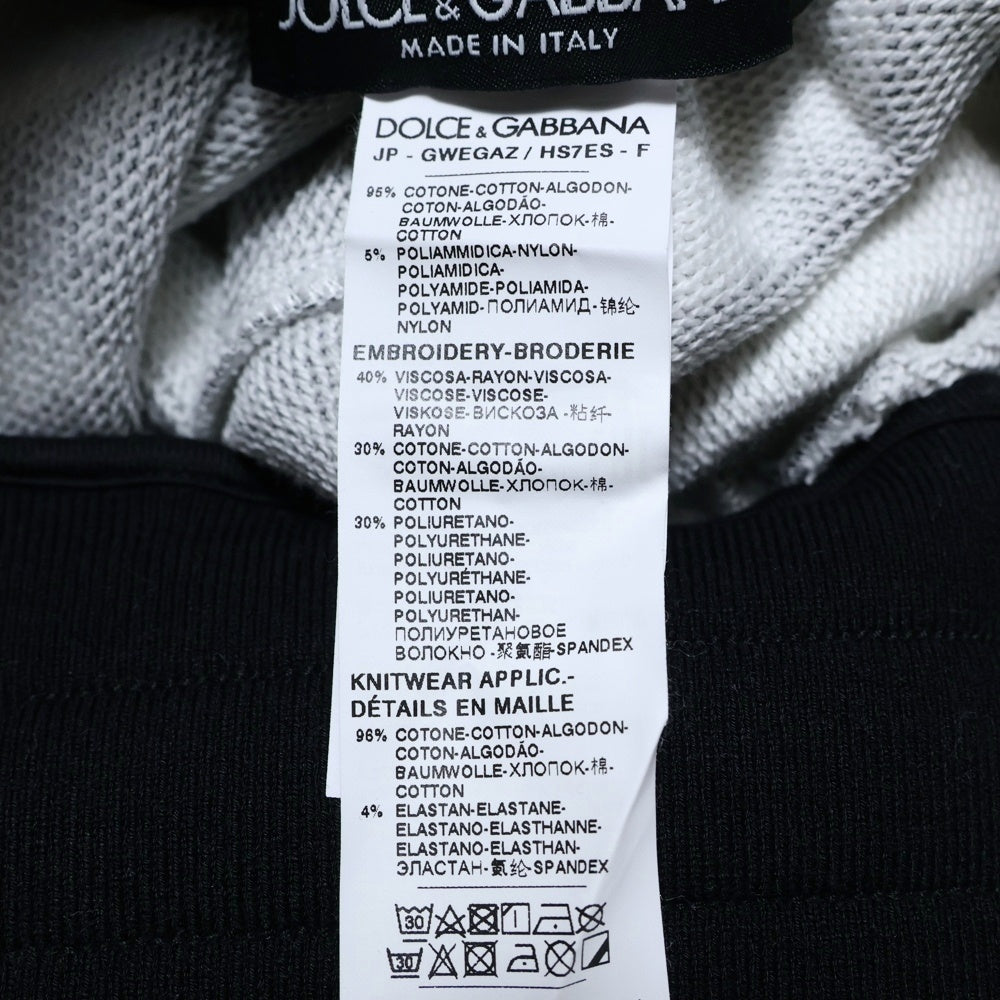 DOLCE & GABBANA
MADE IN ITALY
DOLCE & GABBANA
JP - GWEGAZ / HS7ES - F
95% COTONE-COTTON-ALGODON-
COTON-ALGODÃO-
BAUMWOLLE-ХЛОПОК-棉-
COTTON
5% POLIAMMIDICA-NYLON-
POLIAMIDICA-
POLYAMIDE-POLIAMIDA-
POLYAMID-ПОЛИАМИД-锦纶-
NYLON
EMBROIDERY-BRODERIE
40% VISCOSA-RAYON-VISCOSA-
VISCOSE-VISCOSE-
VISKOSE-ВИСКОЗА-粘纤-
RAYON
30% COTONE-COTTON-ALGODON-
COTON-ALGODÃO-
BAUMWOLLE-ХЛОПОК-棉-
COTTON
30% POLIURETANO-
POLYURETHANE-
POLIURETANO-
POLYURÉTHANE-
POLIURETANO-
POLYURETHAN-
ПОЛИУРЕТАНОВОЕ
ВОЛОКНО-聚氨酯-SPANDEX
KNITWEAR APPLIC.-
DÉTAILS EN MAILLE
96% COTONE-COTTON-ALGODON-
COTON-ALGODÃO-
BAUMWOLLE-ХЛОПОК-棉-
COTTON
4% ELASTAN-ELASTANE-
ELASTANO-ELASTHANNE-
ELASTANO-ELASTHAN-
ЭЛАСТАН-氨纶-SPANDEX
30
30